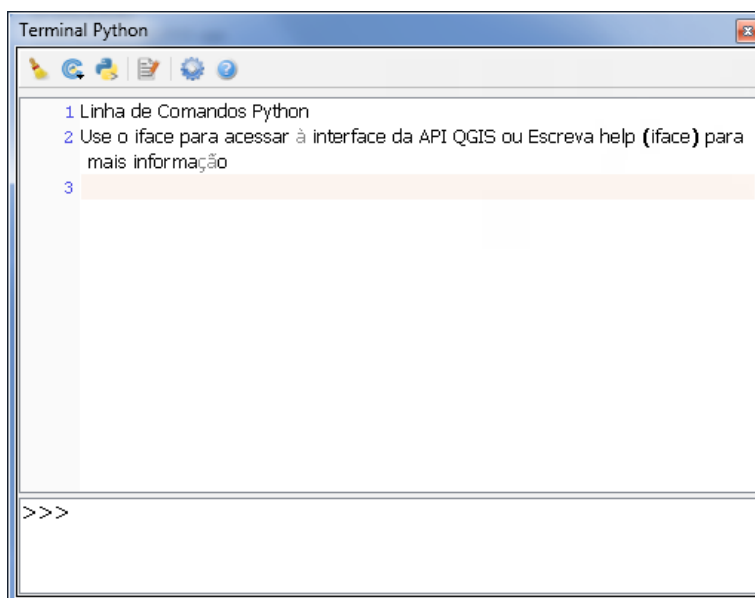 Terminal Python
1 Linha de Comandos Python
2 Use o iface para acessar à interface da API QGIS ou Escreva help (iface) para
mais informação
3
>>>